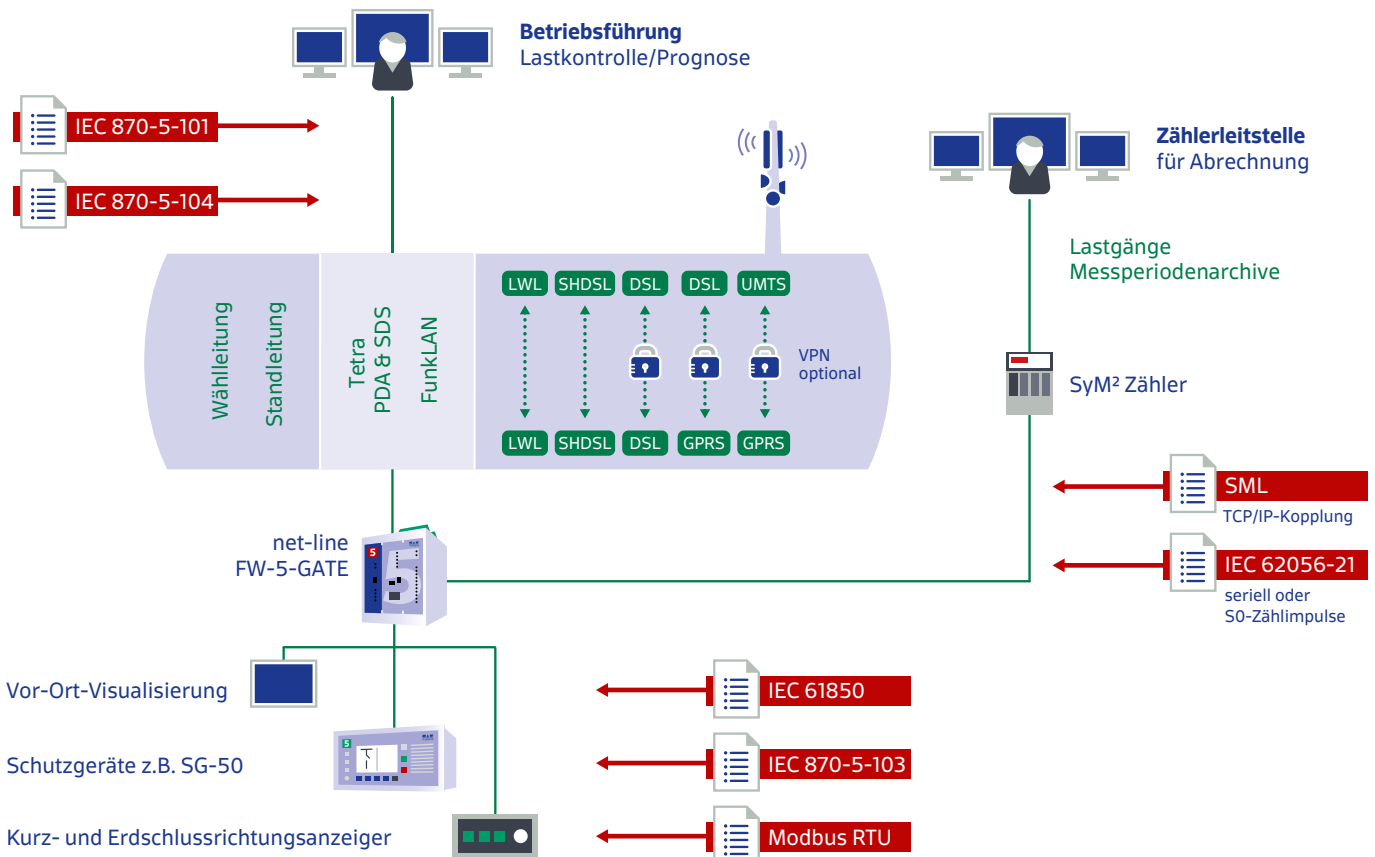 Betriebsführung
Lastkontrolle/Prognose
IEC 870-5-101
IEC 870-5-104
Zählerleitstelle
für Abrechnung
Lastgänge
Messperiodenarchive
Wählleitung
Standleitung
Tetra
PDA & SDS
FunkLAN
LWL SHDSL DSL DSL UMTS
VPN
optional
LWL SHDSL DSL GPRS GPRS
SyM² Zähler
SML
TCP/IP-Kopplung
IEC 62056-21
seriell oder
S0-Zählimpulse
net-line
FW-5-GATE
5
5
Vor-Ort-Visualisierung
IEC 61850
Schutzgeräte z.B. SG-50
5
IEC 870-5-103
Kurz- und Erdschlussrichtungsanzeiger
Modbus RTU